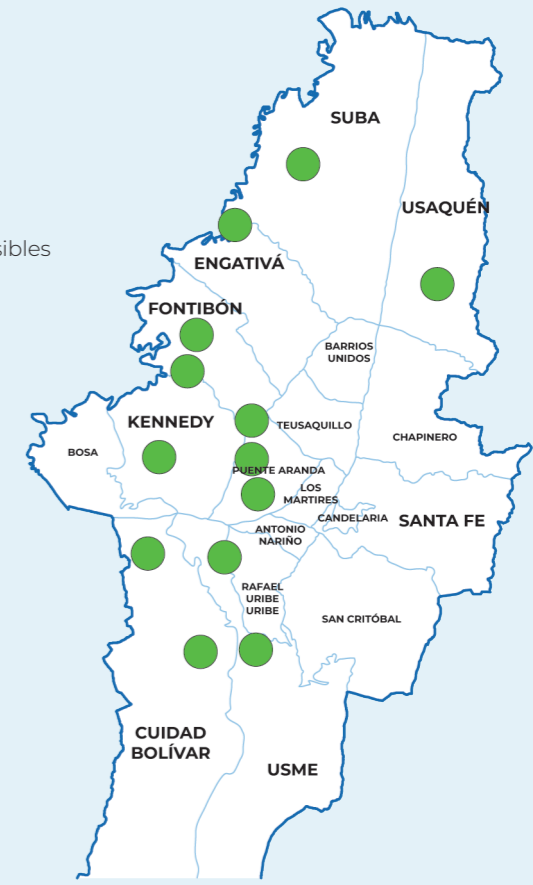 SUBA
USAQUÉN
sibles
ENGATIVÁ
FONTIBÓN
BARRIOS
UNIDOS
KENNEDY
TEUSAQUILLO
CHAPINERO
BOSA
PUENTE ARANDA
LOS
MARTIRES
CANDELARIA
SANTA FE
ANTONIO
NARIÑO
RAFAEL
URIBE
URIBE
SAN CRITÓBAL
CUIDAD
BOLÍVAR
USME